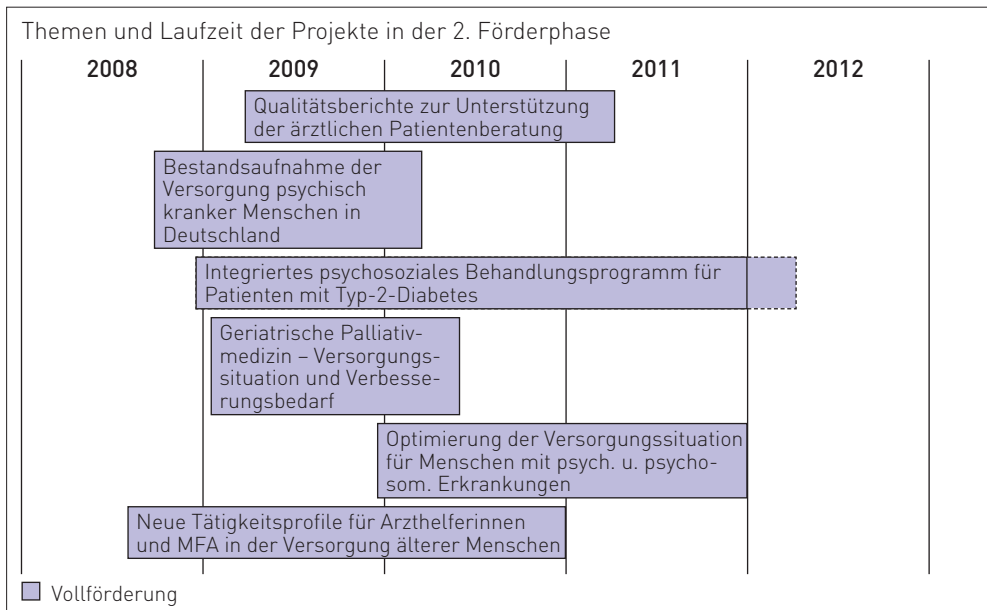 Themen und Laufzeit der Projekte in der 2. Förderphase
2008 2009 2010 2011 2012
Qualitätsberichte zur Unterstützung
der ärztlichen Patientenberatung
Bestandsaufnahme der
Versorgung psychisch
kranker Menschen in
Deutschland
Integriertes psychosoziales Behandlungsprogramm für
Patienten mit Typ-2-Diabetes
Geriatrische Palliativ-
medizin – Versorgungs-
situation und Verbesse-
rungsbedarf
Optimierung der Versorgungssituation
für Menschen mit psych. u. psycho-
som. Erkrankungen
Neue Tätigkeitsprofile für Arzthelferinnen
und MFA in der Versorgung älterer Menschen
Vollförderung